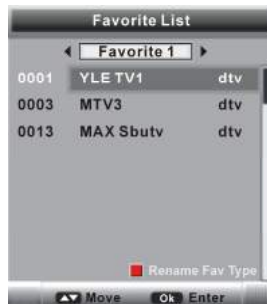 Favorite List
Favorite 1
0001 YLE TV1 dtv
0003 MTV3 dtv
0013 MAX Sbutv dtv
Rename Fav Type
Move Ok Enter